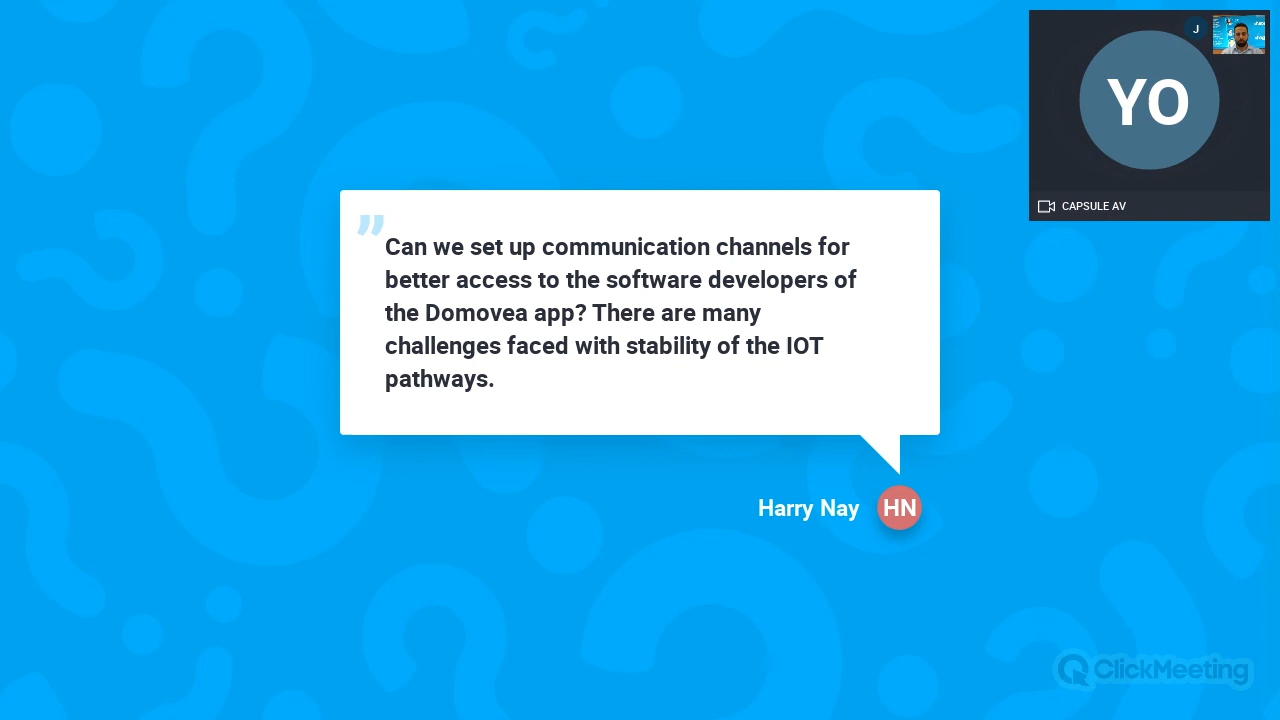 J
YO
CAPSULE AV
Can we set up communication channels for
better access to the software developers of
the Domovea app? There are many
challenges faced with stability of the IOT
pathways.
Harry Nay
HN
ClickMeeting